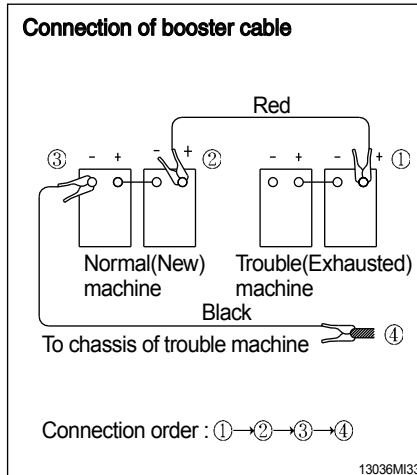 Connection of booster cable
Red
③ - + - + ② - + - + ①
Normal(New) machine
Trouble(Exhausted) machine
Black
To chassis of trouble machine ④
Connection order : ①→②→③→④
13036MI33